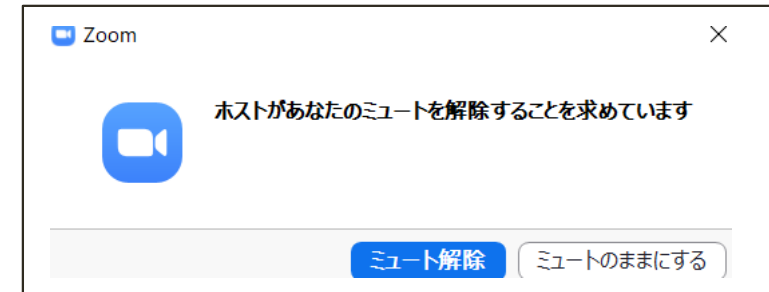 Zoom
ホストがあなたのミュートを解除することを求めています
ミュート解除 ミュートのままにする